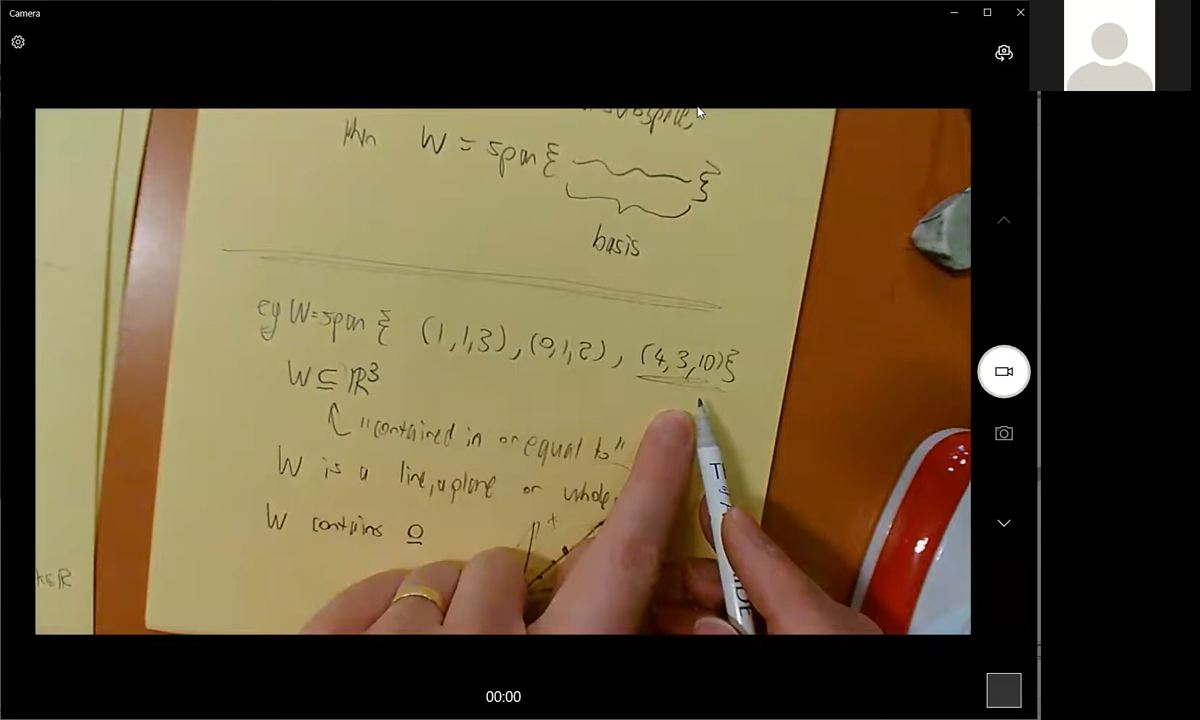 Camera
subspace,
then W = span { }
basis
eg W=span { (1,1,3), (0,1,2), (4,3,10)}
W ⊆ ℝ³
"contained in or equal to"
W is a line, a plane or whole
W contains 0
∈ℝ
00:00